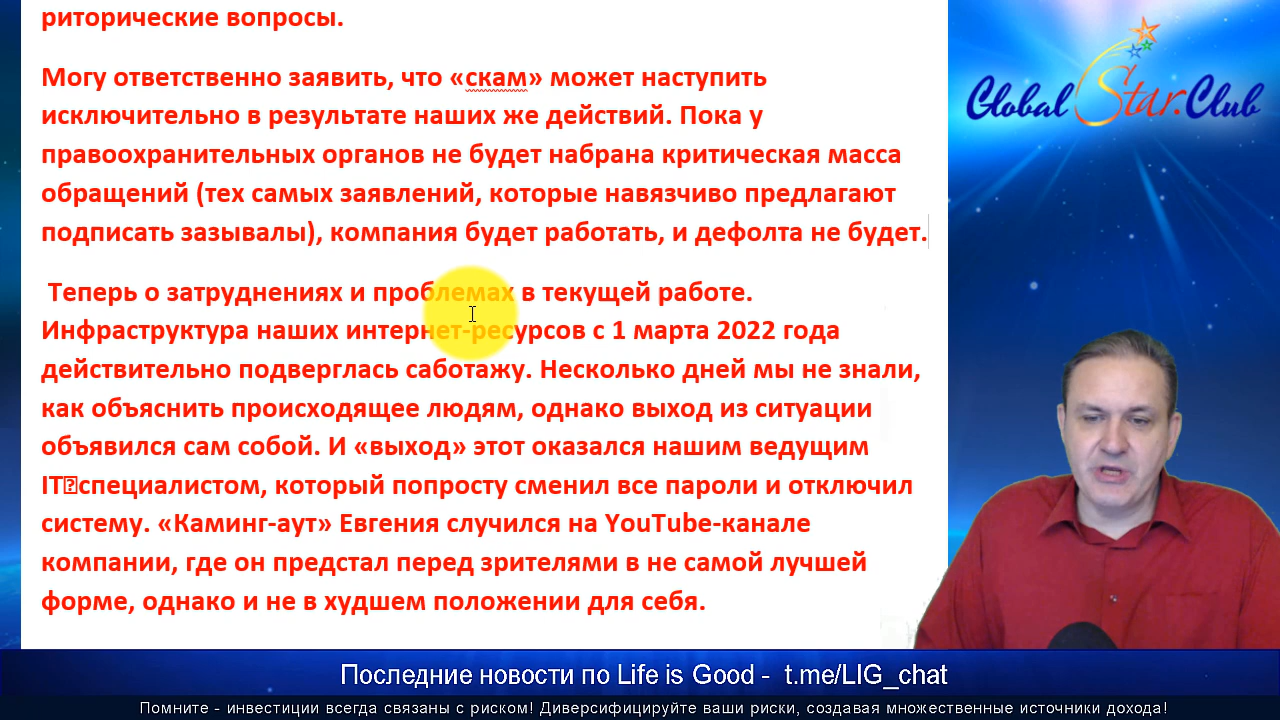 риторические вопросы.
Могу ответственно заявить, что «скам» может наступить
исключительно в результате наших же действий. Пока у
правоохранительных органов не будет набрана критическая масса
обращений (тех самых заявлений, которые навязчиво предлагают
подписать зазывалы), компания будет работать, и дефолта не будет.
Теперь о затруднениях и проблемах в текущей работе.
Инфраструктура наших интернет-ресурсов с 1 марта 2022 года
действительно подверглась саботажу. Несколько дней мы не знали,
как объяснить происходящее людям, однако выход из ситуации
объявился сам собой. И «выход» этот оказался нашим ведущим
IT⍰специалистом, который попросту сменил все пароли и отключил
систему. «Каминг-аут» Евгения случился на YouTube-канале
компании, где он предстал перед зрителями в не самой лучшей
форме, однако и не в худшем положении для себя.
Global Star.Club
Последние новости по Life is Good - t.me/LIG_chat
Помните - инвестиции всегда связаны с риском! Диверсифицируйте ваши риски, создавая множественные источники дохода!